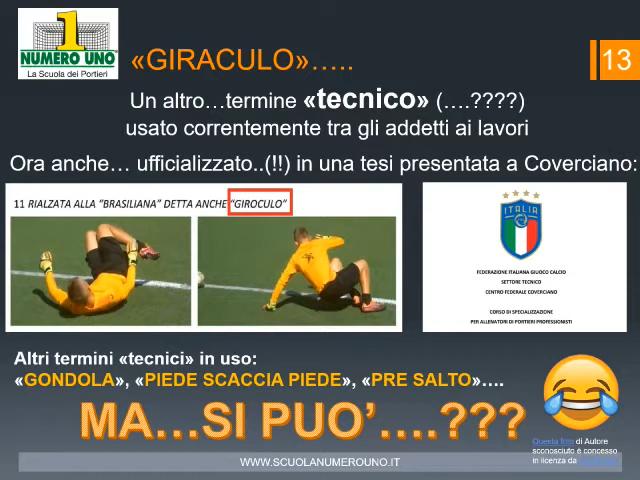 1
NUMERO UNO
La Scuola dei Portieri
«GIRACULO»…..
13
Un altro…termine «tecnico» (….????)
usato correntemente tra gli addetti ai lavori
Ora anche… ufficializzato..(!!) in una tesi presentata a Coverciano:
11 RIALZATA ALLA "BRASILIANA" DETTA ANCHE "GIROCULO"
ITALIA
FEDERAZIONE ITALIANA GIUOCO CALCIO
SETTORE TECNICO
CENTRO FEDERALE COVERCIANO
CORSO DI SPECIALIZZAZIONE
PER ALLENATORI DI PORTIERI PROFESSIONISTI
Altri termini «tecnici» in uso:
«GONDOLA», «PIEDE SCACCIA PIEDE», «PRE SALTO»….
MA…SI PUO'….???
Questa foto di Autore
sconosciuto è concesso
in licenza da
WWW.SCUOLANUMEROUNO.IT